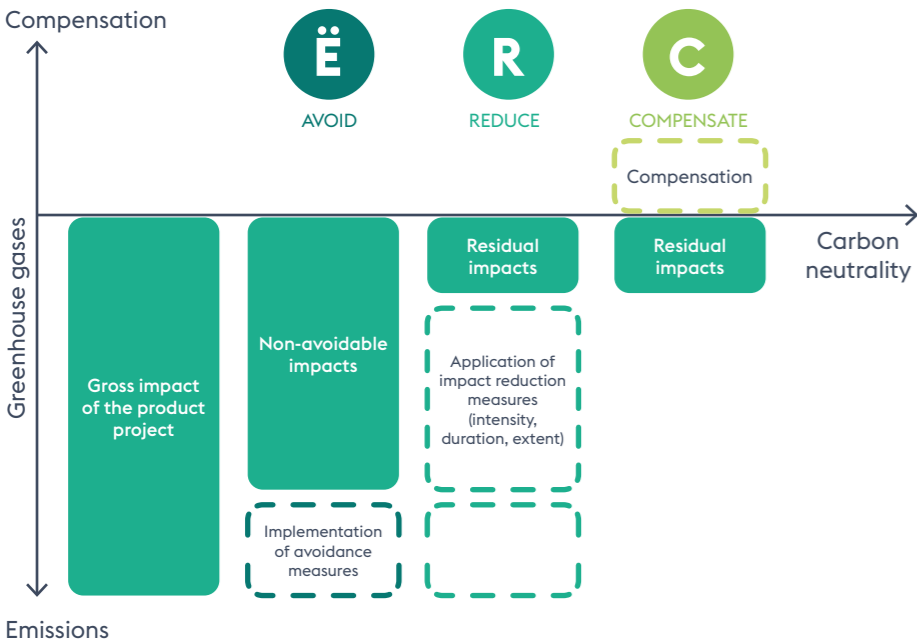 Compensation
Ë
R
C
AVOID
REDUCE
COMPENSATE
Compensation
Greenhouse gases
Carbon
neutrality
Gross impact
of the product
project
Non-avoidable
impacts
Implementation
of avoidance
measures
Residual
impacts
Application of
impact reduction
measures
(intensity,
duration, extent)
Residual
impacts
Emissions